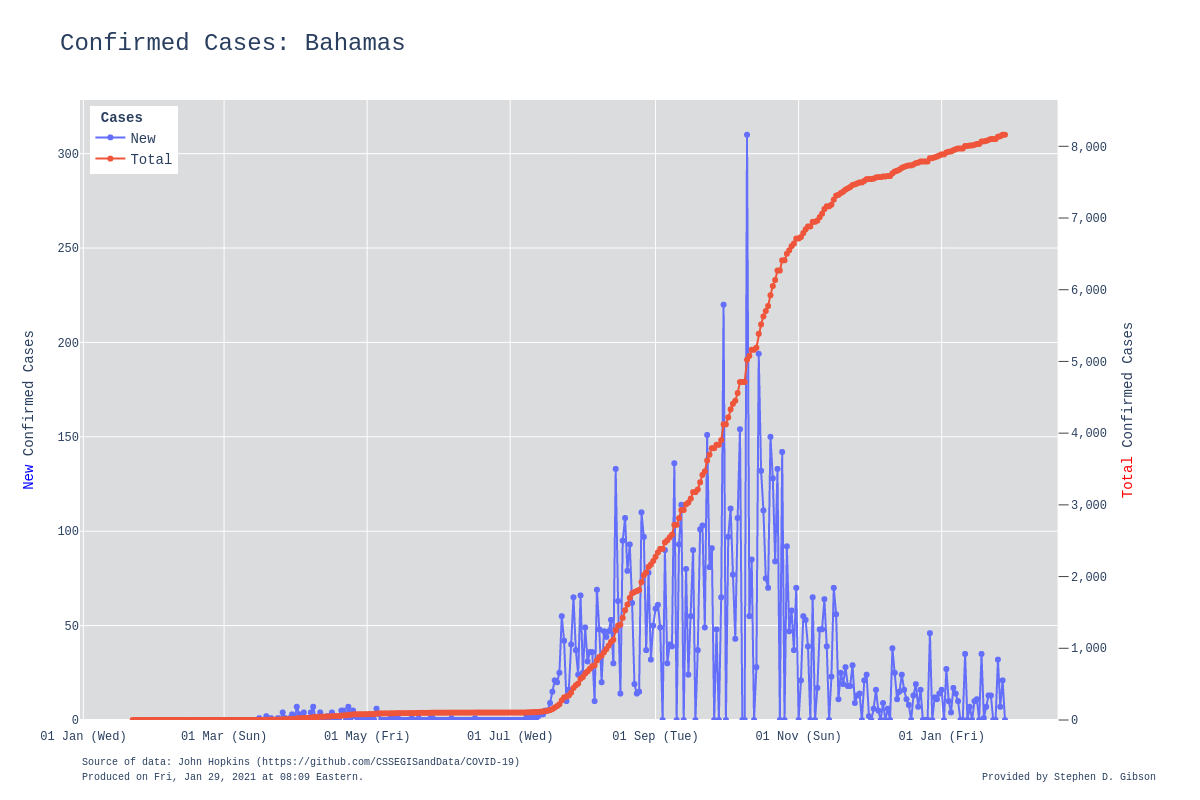 Confirmed Cases: Bahamas
Cases
New
Total
300
250
200
150
100
50
0
8,000
7,000
6,000
5,000
4,000
3,000
2,000
1,000
0
New Confirmed Cases
Total Confirmed Cases
01 Jan (Wed)
01 Mar (Sun)
01 May (Fri)
01 Jul (Wed)
01 Sep (Tue)
01 Nov (Sun)
01 Jan (Fri)
Source of data: John Hopkins (https://github.com/CSSEGISandData/COVID-19)
Produced on Fri, Jan 29, 2021 at 08:09 Eastern.
Provided by Stephen D. Gibson